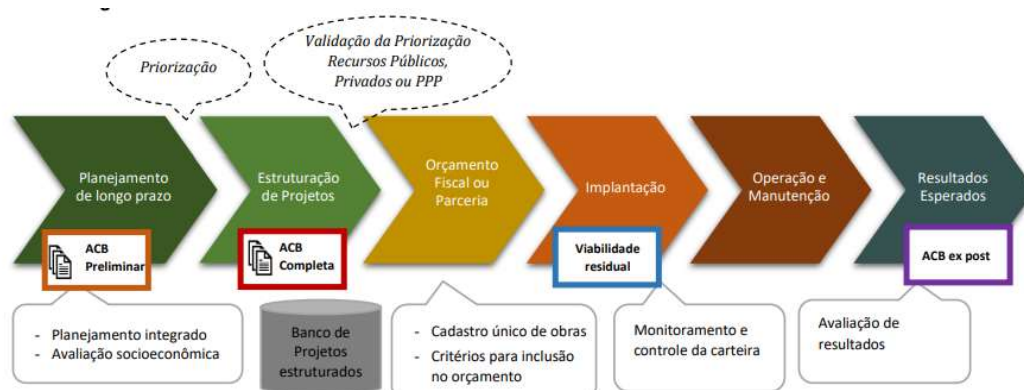 Priorização
Validação da Priorização
Recursos Públicos,
Privados ou PPP
Planejamento
de longo prazo
Estruturação
de Projetos
Orçamento
Fiscal ou
Parceria
Implantação
Operação e
Manutenção
Resultados
Esperados
ACB
Preliminar
ACB
Completa
Viabilidade
residual
ACB ex post
- Planejamento integrado
- Avaliação socioeconômica
Banco de
Projetos
estruturados
- Cadastro único de obras
- Critérios para inclusão
no orçamento
Monitoramento e
controle da carteira
Avaliação de
resultados